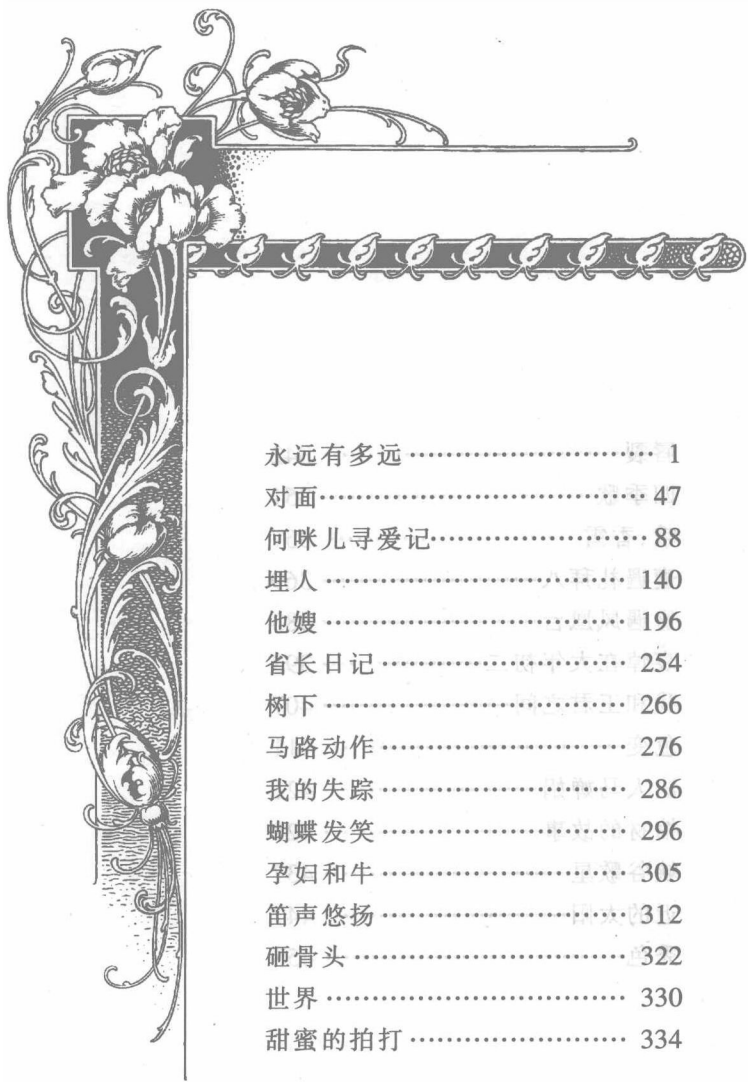 永远有多远…………………………1
对面…………………………………47
何咪儿寻爱记………………………88
埋人…………………………………140
他嫂…………………………………196
省长日记……………………………254
树下…………………………………266
马路动作……………………………276
我的失踪……………………………286
蝴蝶发笑……………………………296
孕妇和牛……………………………305
笛声悠扬……………………………312
砸骨头………………………………322
世界…………………………………330
甜蜜的拍打…………………………334